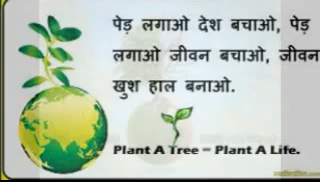 पेड़ लगाओ देश बचाओ, पेड़
लगाओ जीवन बचाओ, जीवन
खुश हाल बनाओ.
Plant A Tree = Plant A Life.